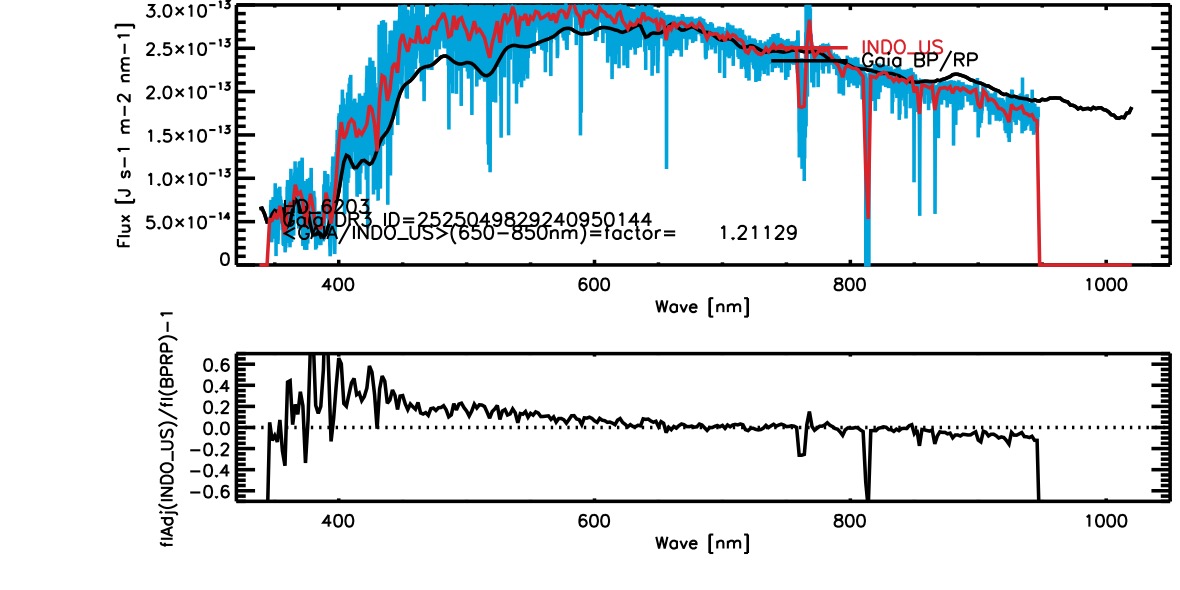 3.0×10−13
2.5×10−13
2.0×10−13
1.5×10−13
1.0×10−13
5.0×10−14
0
Flux [J s−1 m−2 nm−1]
INDO_US
Gaia BP/RP
HD_6203
Gaia DR3 ID=2525049829240950144
<GAIA/INDO_US>(650−850nm)=factor= 1.21129
400 600 800 1000
Wave [nm]
0.6
0.4
0.2
0.0
−0.2
−0.4
−0.6
flAdj(INDO_US)/fl(BPRP)−1
400 600 800 1000
Wave [nm]